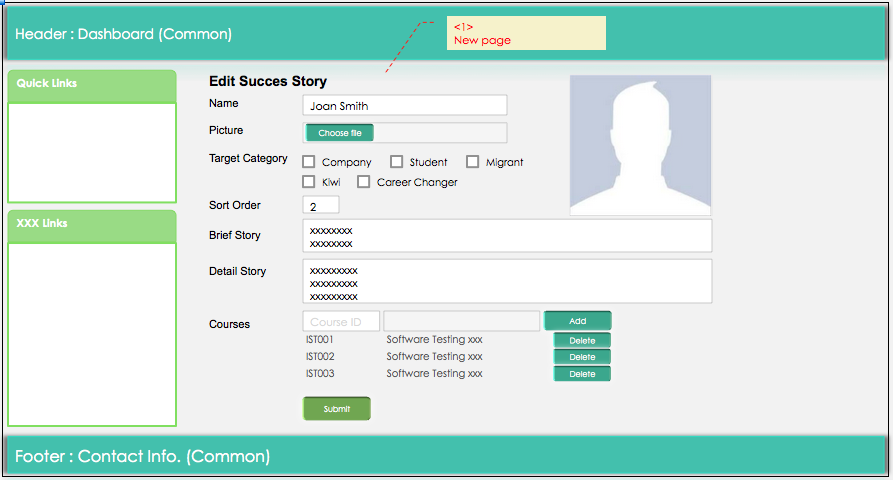 Header : Dashboard (Common)
<1>
New page
Quick Links
XXX Links
Edit Succes Story
Name
Joan Smith
Picture
Choose file
Target Category
Company
Student
Migrant
Kiwi
Career Changer
Sort Order
2
Brief Story
xxxxxxxx
xxxxxxxx
Detail Story
xxxxxxxxx
xxxxxxxxx
xxxxxxxxx
Courses
Course ID
Add
IST001 Software Testing xxx Delete
IST002 Software Testing xxx Delete
IST003 Software Testing xxx Delete
Submit
Footer : Contact Info. (Common)